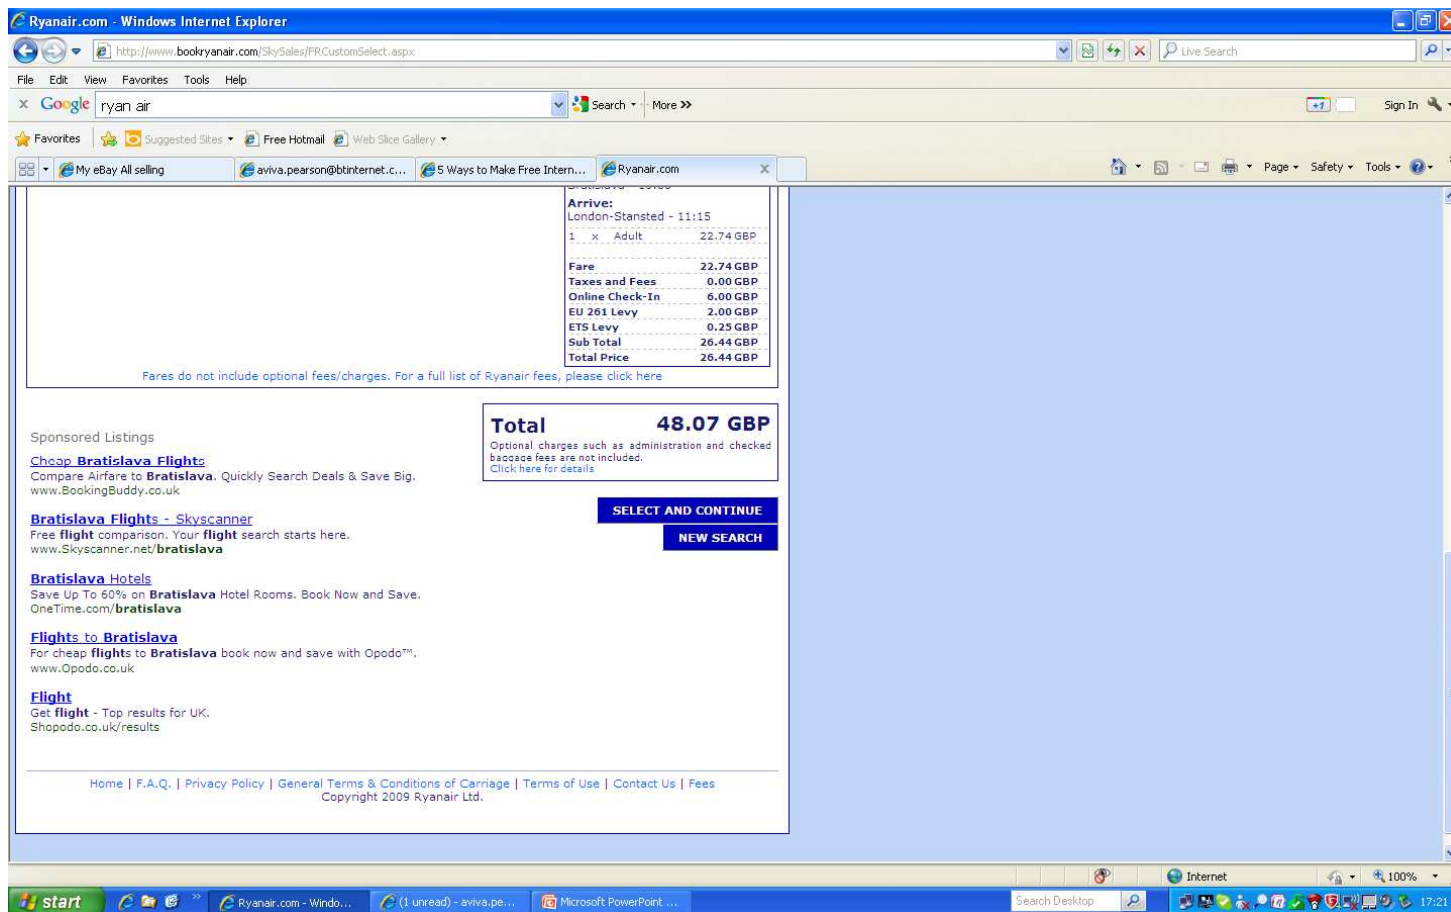 Ryanair.com - Windows Internet Explorer
http://www.bookryanair.com/SkySales/FRCustomSelect.aspx
Live Search
File Edit View Favorites Tools Help
x Google ryan air Search More >> +1 Sign In
Favorites Suggested Sites Free Hotmail Web Slice Gallery
My eBay All selling aviva.pearson@btinternet.c... 5 Ways to Make Free Intern... Ryanair.com x Page Safety Tools
Arrive:
London-Stansted - 11:15
1 x Adult 22.74 GBP
Fare 22.74 GBP
Taxes and Fees 0.00 GBP
Online Check-In 6.00 GBP
EU 261 Levy 2.00 GBP
ETS Levy 0.25 GBP
Sub Total 26.44 GBP
Total Price 26.44 GBP
Fares do not include optional fees/charges. For a full list of Ryanair fees, please click here
Total 48.07 GBP
Optional charges such as administration and checked
baggage fees are not included.
Click here for details
SELECT AND CONTINUE
NEW SEARCH
Sponsored Listings
Cheap Bratislava Flights
Compare Airfare to Bratislava. Quickly Search Deals & Save Big.
www.BookingBuddy.co.uk
Bratislava Flights - Skyscanner
Free flight comparison. Your flight search starts here.
www.Skyscanner.net/bratislava
Bratislava Hotels
Save Up To 60% on Bratislava Hotel Rooms. Book Now and Save.
OneTime.com/bratislava
Flights to Bratislava
For cheap flights to Bratislava book now and save with Opodo™.
www.Opodo.co.uk
Flight
Get flight - Top results for UK.
Shopodo.co.uk/results
Home | F.A.Q. | Privacy Policy | General Terms & Conditions of Carriage | Terms of Use | Contact Us | Fees
Copyright 2009 Ryanair Ltd.
Internet 100%
start Ryanair.com - Windo... (1 unread) - aviva.pe... Microsoft PowerPoint ... Search Desktop 17:21